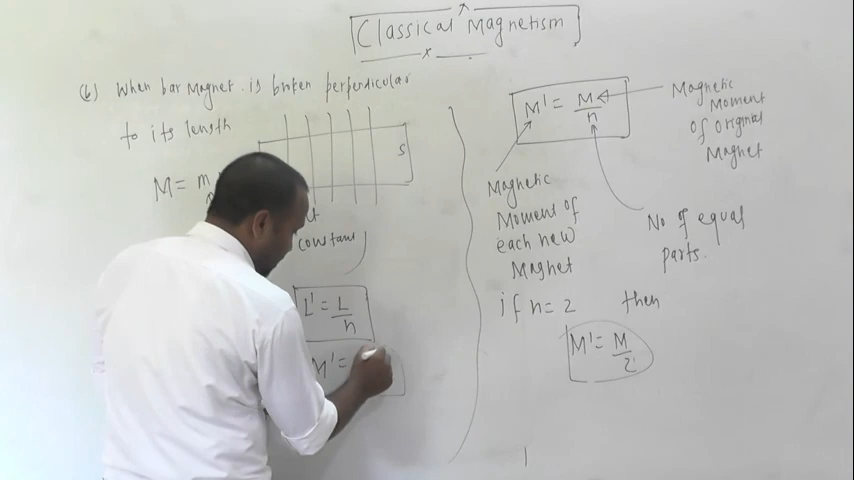 Classical Magnetism
(6) When bar Magnet is broken perpendicular
to its length
S
M = m
constant
L' = L/n
M' =
M' = M/n
Magnetic
Moment
of original
Magnet
Magnetic
Moment of
each new
Magnet
No of equal
parts.
if n = 2 then
M' = M/2